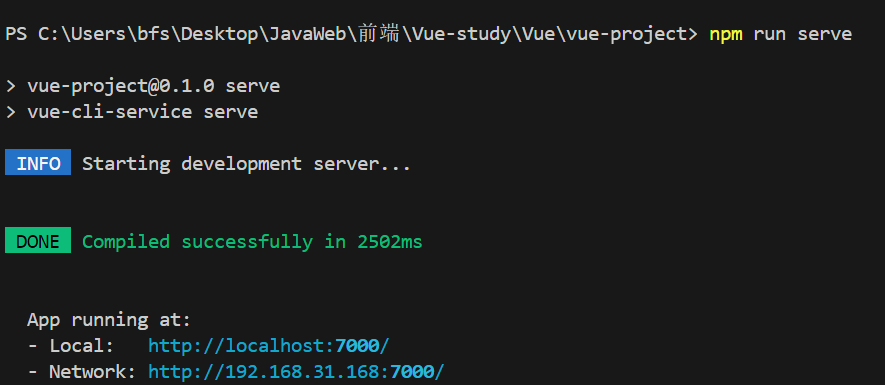 PS C:\Users\bfs\Desktop\JavaWeb\前端\Vue-study\Vue\vue-project> npm run serve
> vue-project@0.1.0 serve
> vue-cli-service serve
INFO Starting development server...
DONE Compiled successfully in 2502ms
App running at:
- Local: http://localhost:7000/
- Network: http://192.168.31.168:7000/